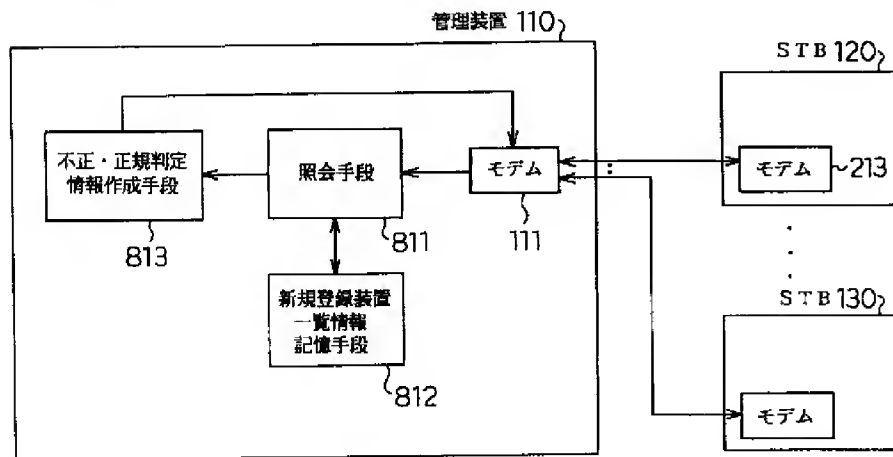 管理装置 110
STB 120
不正・正規判定
情報作成手段
813
照会手段
811
モデム
111
モデム
213
新規登録装置
一覧情報
記憶手段
812
STB 130
モデム